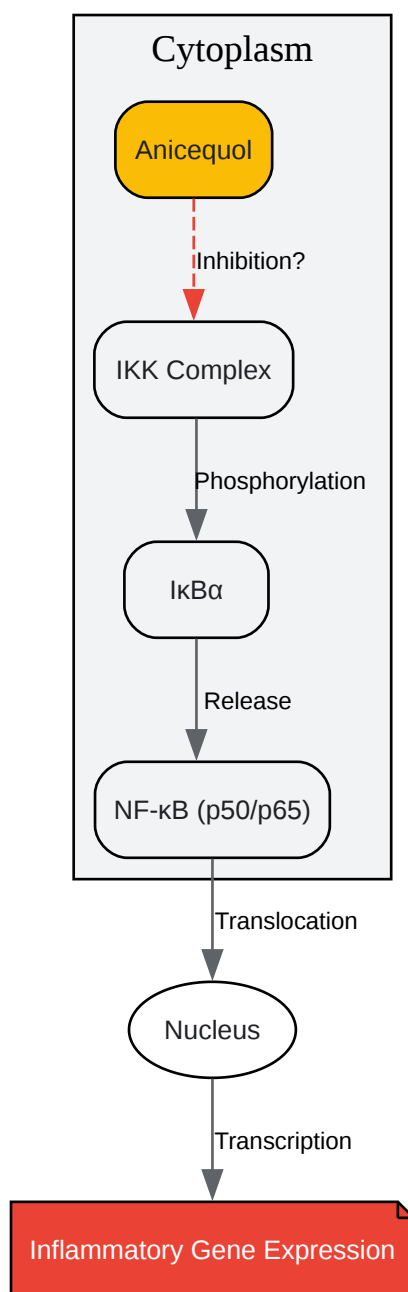 Cytoplasm
Anicequol
Inhibition?
IKK Complex
Phosphorylation
IκBα
Release
NF-κB (p50/p65)
Translocation
Nucleus
Transcription
Inflammatory Gene Expression